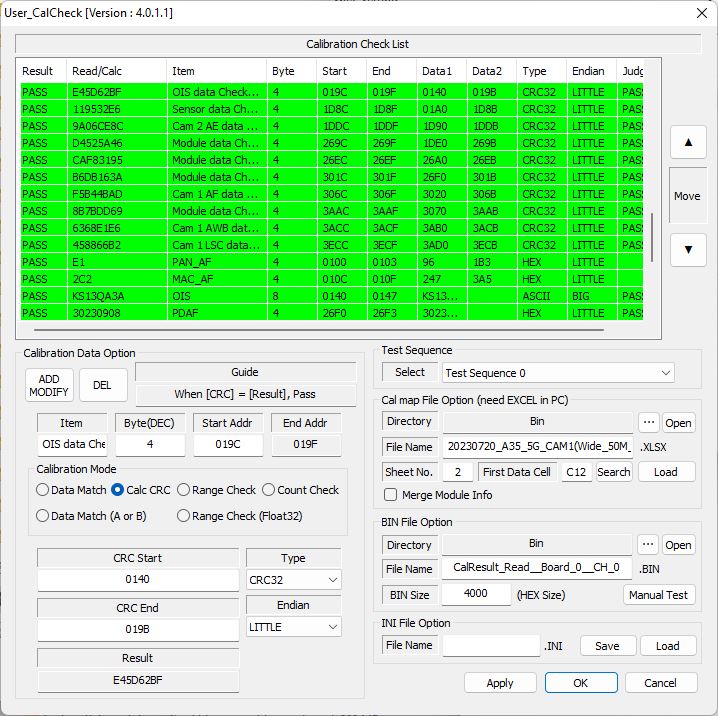 User_CalCheck [Version : 4.0.1.1]
Calibration Check List
Result Read/Calc Item Byte Start End Data1 Data2 Type Endian Judg
PASS E45D62BF OIS data Check... 4 019C 019F 0140 019B CRC32 LITTLE PAS
PASS 119532E6 Sensor data Ch... 4 1D8C 1D8F 01A0 1D8B CRC32 LITTLE PAS
PASS 9A06CE8C Cam 2 AE data ... 4 1DDC 1DDF 1D90 1DDB CRC32 LITTLE PAS
PASS D4525A46 Module data Ch... 4 269C 269F 1DE0 269B CRC32 LITTLE PAS
PASS CAF83195 Module data Ch... 4 26EC 26EF 26A0 26EB CRC32 LITTLE PAS
PASS B6DB163A Module data Ch... 4 301C 301F 26F0 301B CRC32 LITTLE PAS
PASS F5B44BAD Cam 1 AF data ... 4 306C 306F 3020 306B CRC32 LITTLE PAS
PASS 8B7BDD69 Module data Ch... 4 3AAC 3AAF 3070 3AAB CRC32 LITTLE PAS
PASS 6368E1E6 Cam 1 AWB data... 4 3ACC 3ACF 3AB0 3ACB CRC32 LITTLE PAS
PASS 458866B2 Cam 1 LSC data... 4 3ECC 3ECF 3AD0 3ECB CRC32 LITTLE PAS
PASS E1 PAN_AF 4 0100 0103 96 1B3 HEX LITTLE
PASS 2C2 MAC_AF 4 010C 010F 247 3A5 HEX LITTLE
PASS KS13QA3A OIS 8 0140 0147 KS13... ASCII BIG PAS
PASS 30230908 PDAF 4 26F0 26F3 3023... HEX LITTLE PAS
▲
Move
▼
Calibration Data Option
ADD
MODIFY
DEL
Guide
When [CRC] = [Result], Pass
Item Byte(DEC) Start Addr End Addr
OIS data Che 4 019C 019F
Calibration Mode
Data Match Calc CRC Range Check Count Check
Data Match (A or B) Range Check (Float32)
CRC Start Type
0140 CRC32
CRC End Endian
019B LITTLE
Result
E45D62BF
Test Sequence
Select Test Sequence 0
Cal map File Option (need EXCEL in PC)
Directory Bin ... Open
File Name 20230720_A35_5G_CAM1(Wide_50M_ .XLSX
Sheet No. 2 First Data Cell C12 Search Load
Merge Module Info
BIN File Option
Directory Bin ... Open
File Name CalResult_Read__Board_0__CH_0 .BIN
BIN Size 4000 (HEX Size) Manual Test
INI File Option
File Name .INI Save Load
Apply OK Cancel